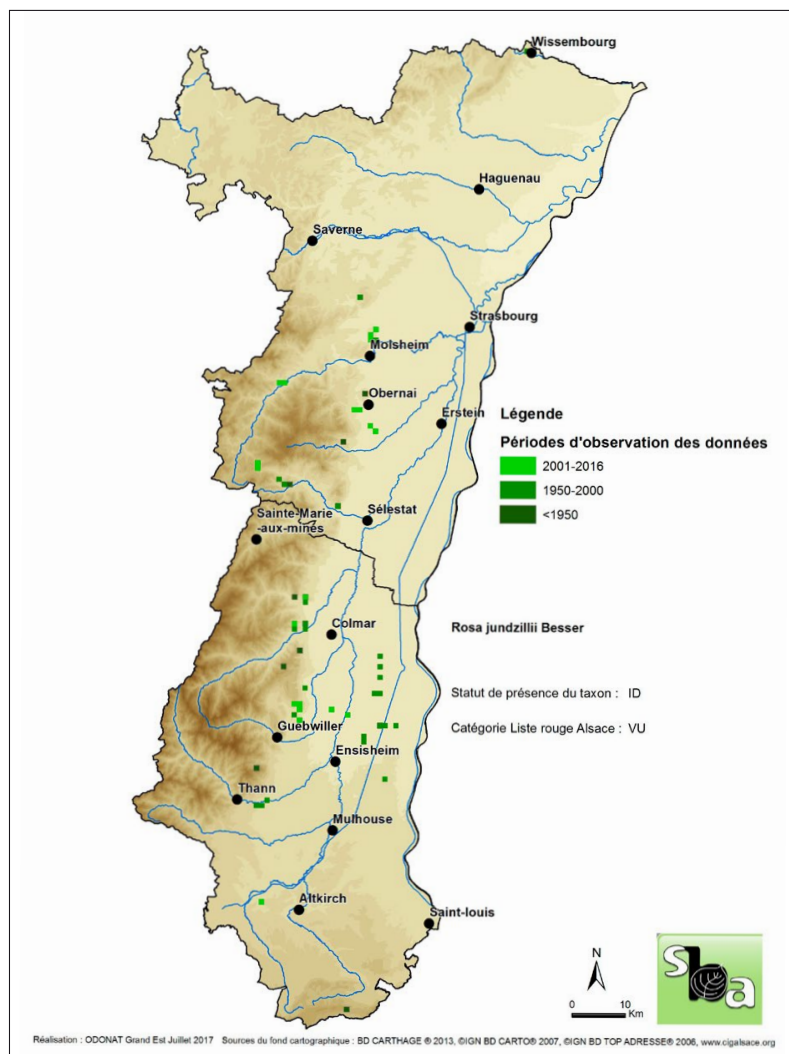 Wissembourg
Haguenau
Saverne
Strasbourg
Molsheim
Obernai
Erstein
Légende
Périodes d'observation des données
2001-2016
1950-2000
<1950
Sainte-Marie
-aux-mines
Sélestat
Colmar
Rosa jundzillii Besser
Statut de présence du taxon : ID
Catégorie Liste rouge Alsace : VU
Guebwiller
Ensisheim
Thann
Mulhouse
Altkirch
Saint-louis
N
0 10
Km
sba
Réalisation : ODONAT Grand Est Juillet 2017 Sources du fond cartographique : BD CARTHAGE ® 2013, ©IGN BD CARTO® 2007, ©IGN BD TOP ADRESSE® 2006, www.cigalsace.org